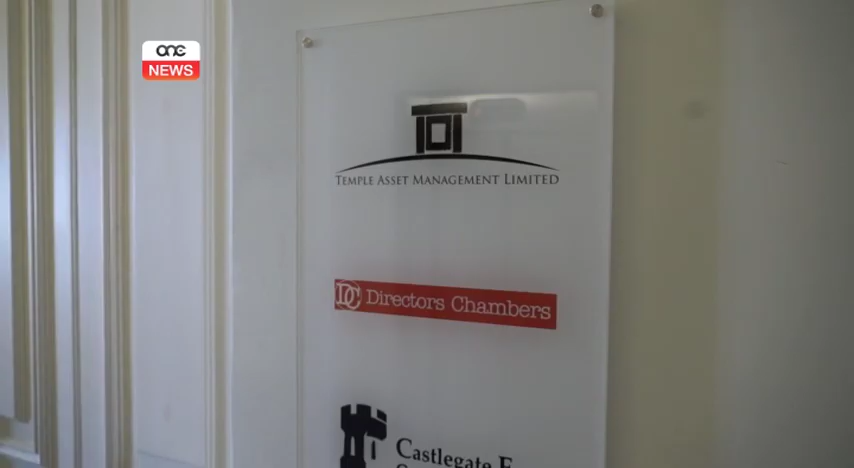 one
NEWS
TEMPLE ASSET MANAGEMENT LIMITED
DC Directors Chambers
Castlegate